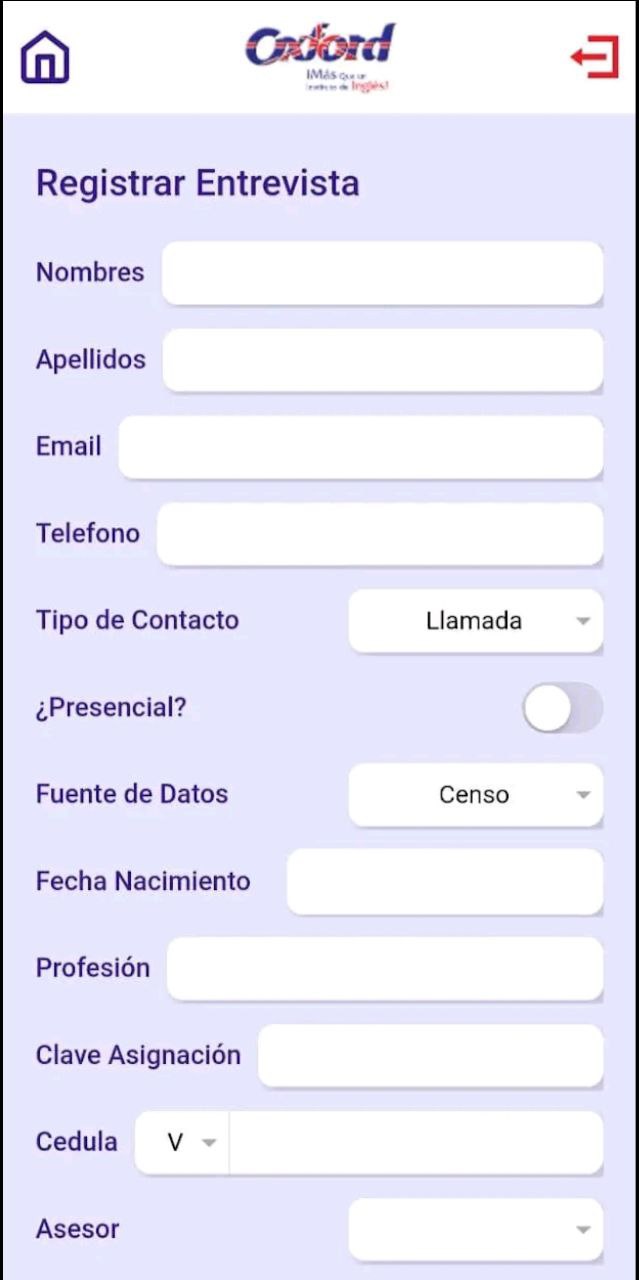 Oxford
¡Más que un
Instituto de Inglés!
Registrar Entrevista
Nombres
Apellidos
Email
Telefono
Tipo de Contacto Llamada
¿Presencial?
Fuente de Datos Censo
Fecha Nacimiento
Profesión
Clave Asignación
Cedula V
Asesor